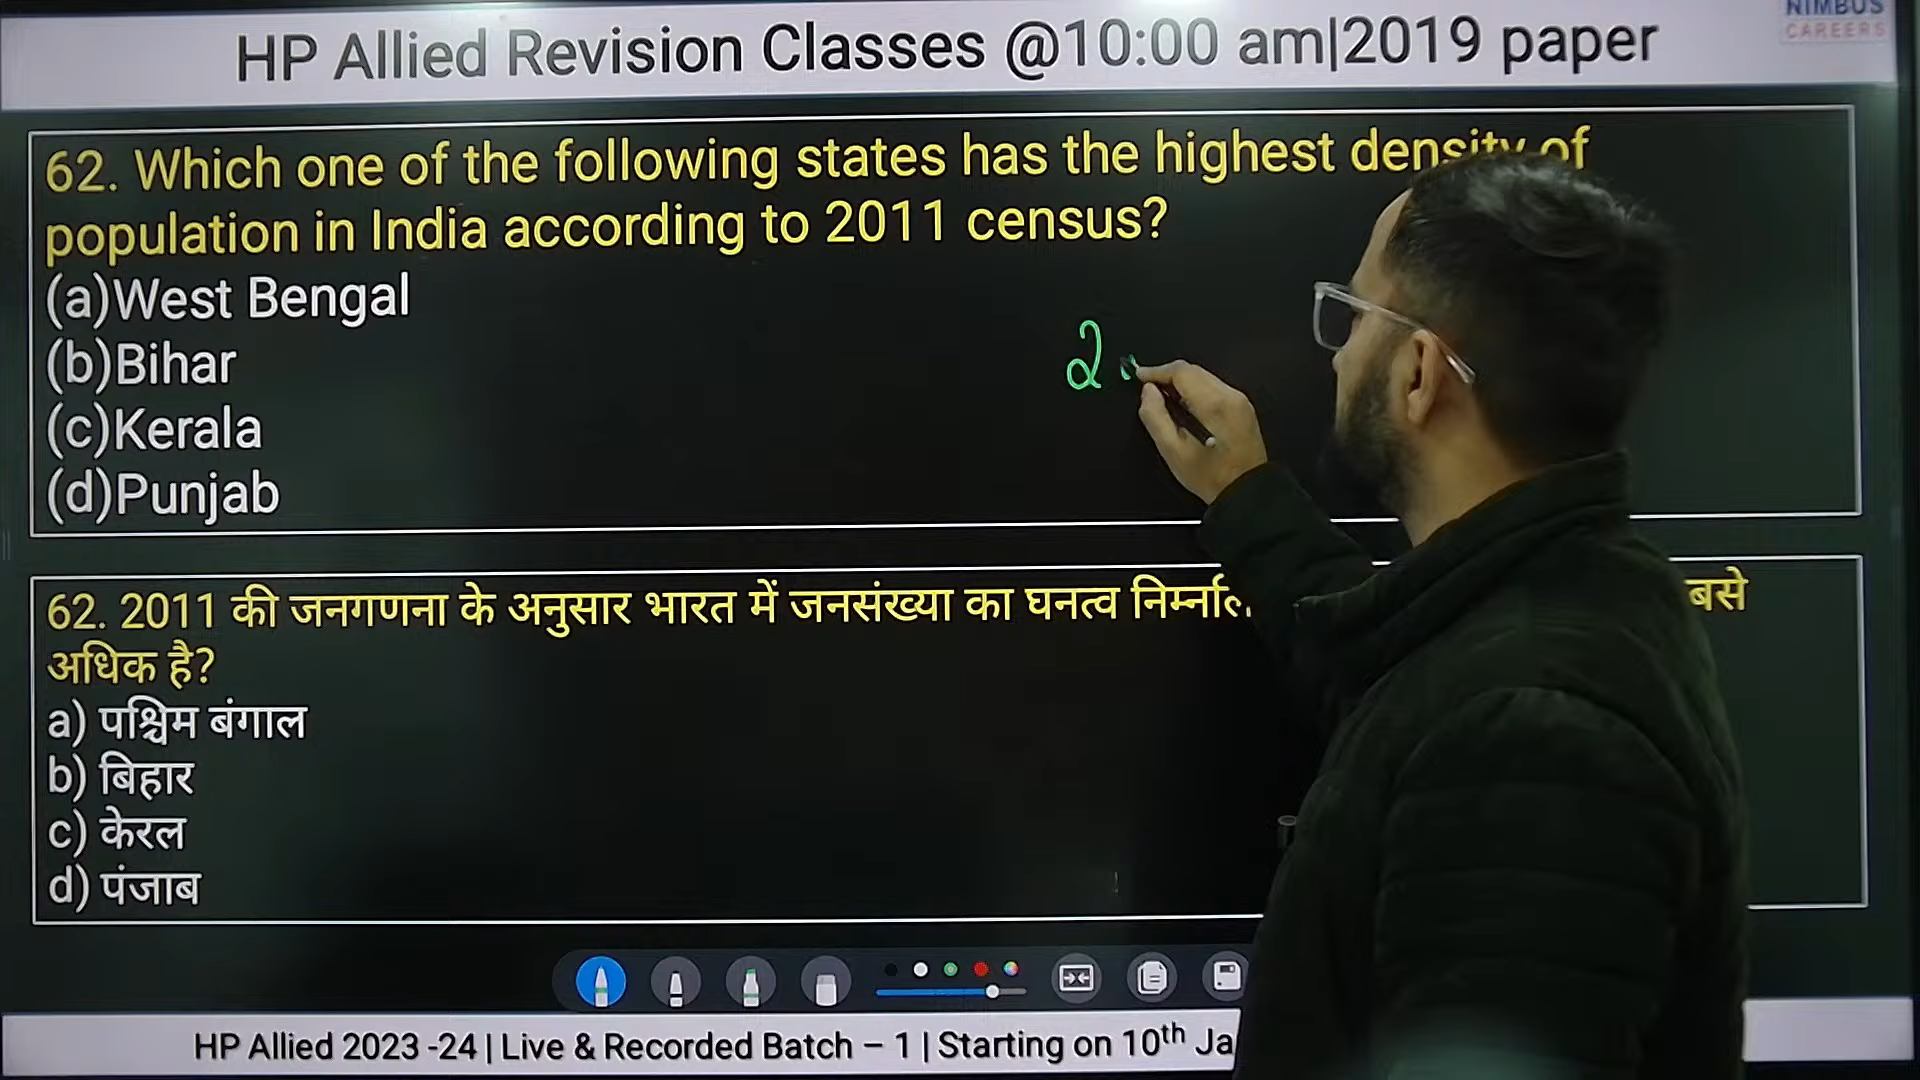 NIMBUS
CAREERS
HP Allied Revision Classes @10:00 am|2019 paper
62. Which one of the following states has the highest density of
population in India according to 2011 census?
(a)West Bengal
(b)Bihar
(c)Kerala
(d)Punjab
2
62. 2011 की जनगणना के अनुसार भारत में जनसंख्या का घनत्व
अधिक है?
a) पश्चिम बंगाल
b) बिहार
c) केरल
d) पंजाब
HP Allied 2023 -24 | Live & Recorded Batch – 1 | Starting on 10th